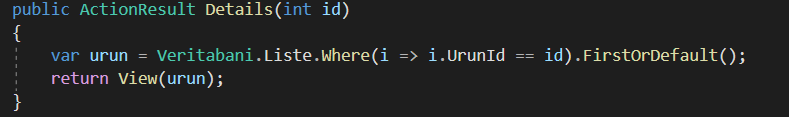 public ActionResult Details(int id)
{
    var urun = Veritabani.Liste.Where(i => i.UrunId == id).FirstOrDefault();
    return View(urun);
}